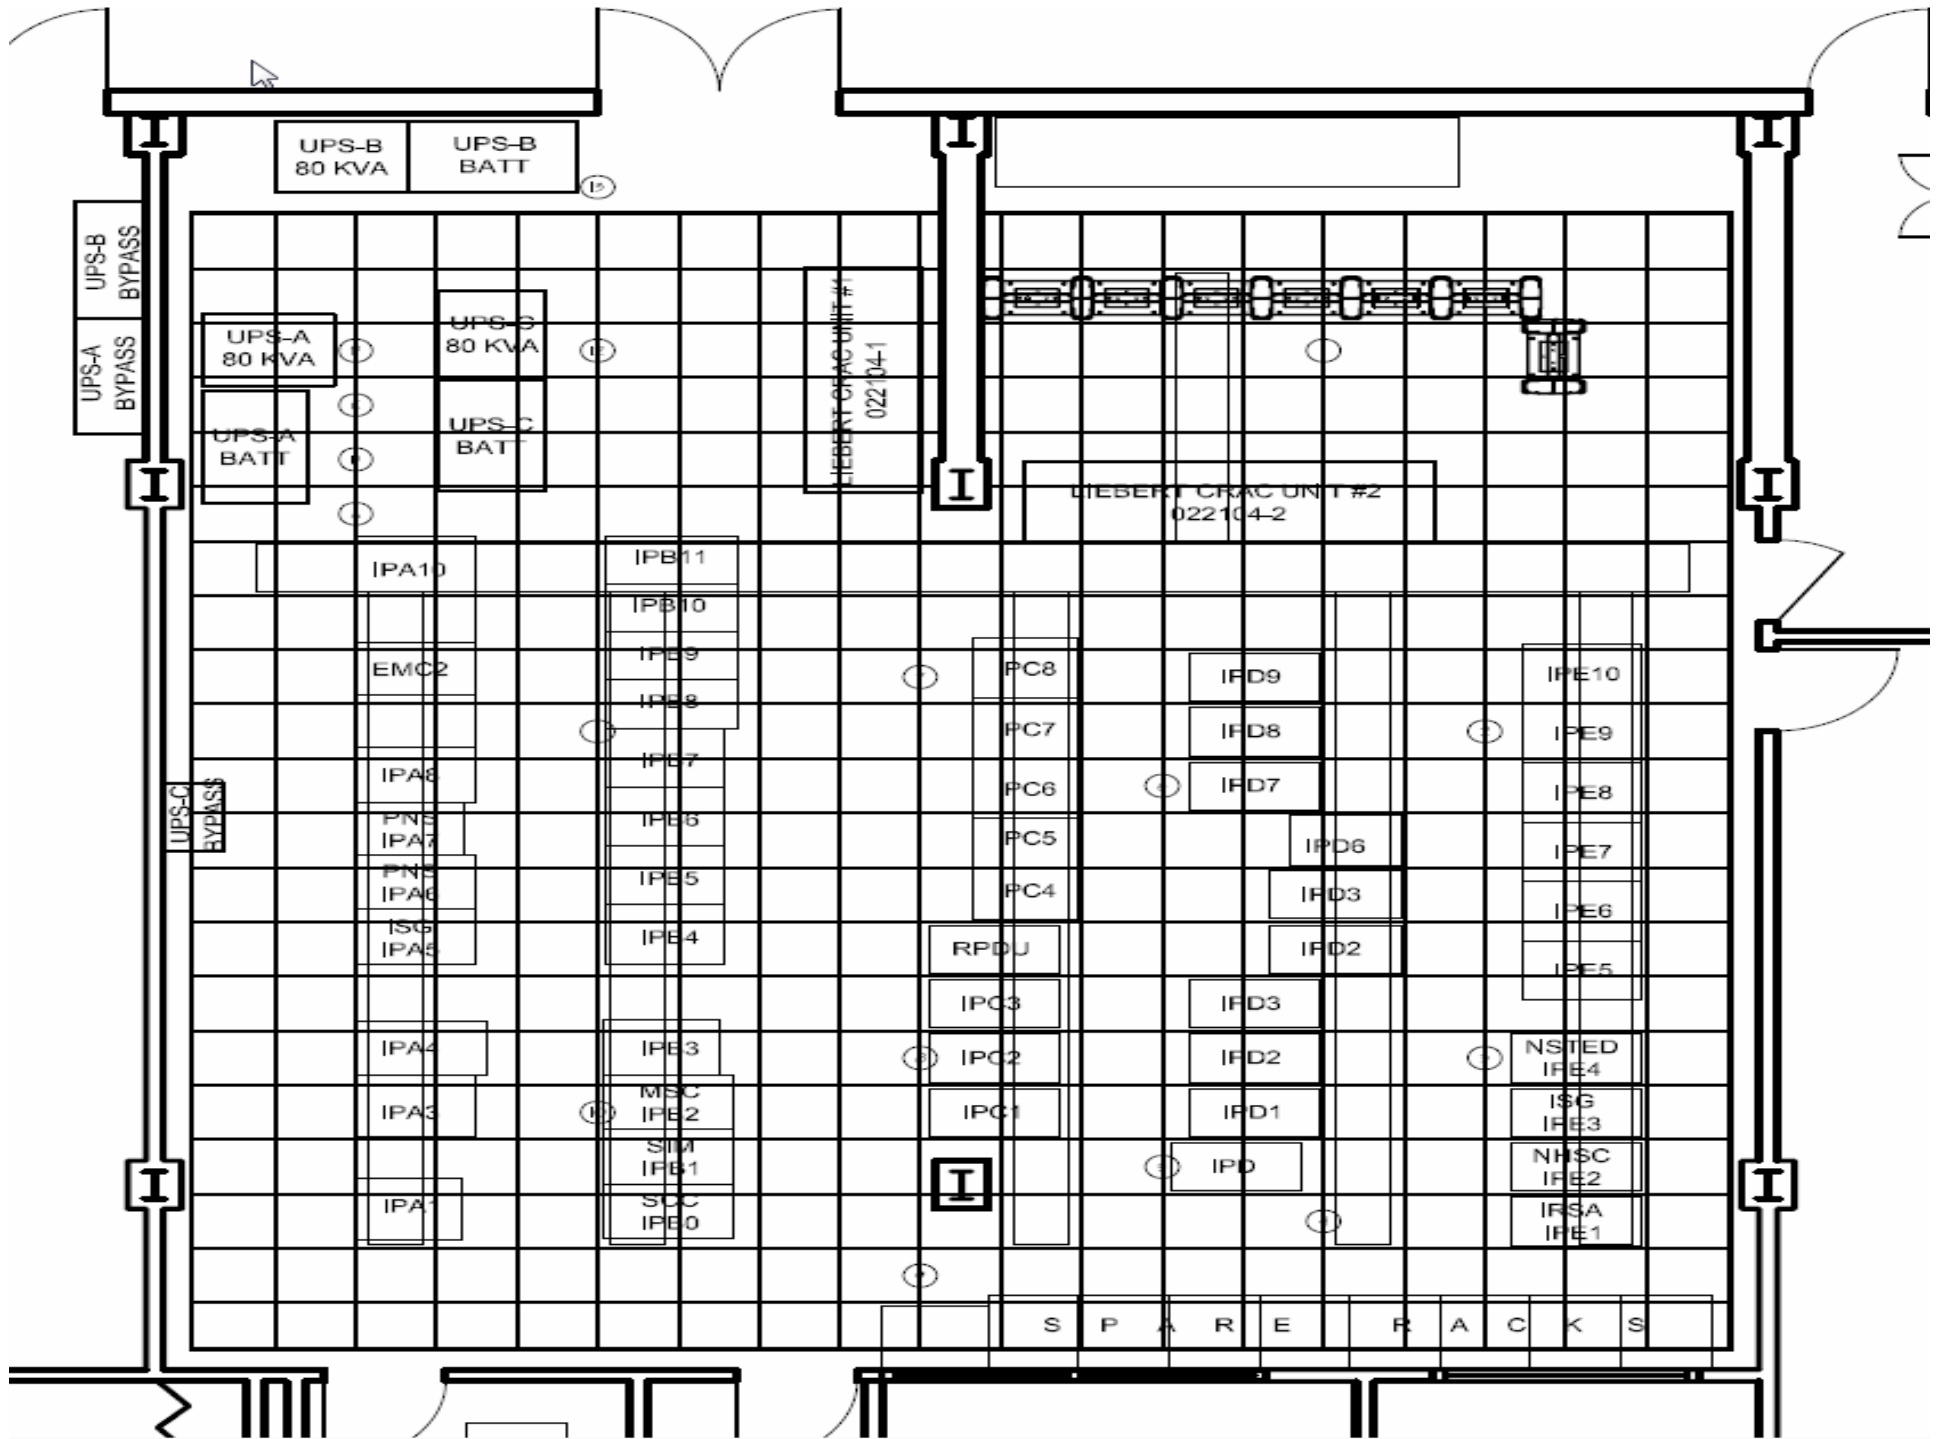 UPS-B
80 KVA
UPS-B
BATT
UPS-B
BYPASS
UPS-A
BYPASS
UPS-A
80 KVA
UPS-A
BATT
UPS-C
80 KVA
UPS-C
BATT
LIEBERT CRAC UNIT #1
022104-1
LIEBERT CRAC UNIT #2
022104-2
UPS-C
BYPASS
IPA10
EMC2
IPA8
PNS
IPA7
PNS
IPA6
ISG
IPA5
IPA4
IPA3
IPA1
IPB11
IPB10
IPB9
IPB8
IPB7
IPB6
IPB5
IPB4
IPB3
MSC
IPB2
SIM
IPB1
SCC
IPB0
PC8
PC7
PC6
PC5
PC4
RPDU
IPC3
IPC2
IPC1
IPD9
IPD8
IPD7
IPD6
IPD3
IPD2
IPD3
IPD2
IPD1
IPD
IPE10
IPE9
IPE8
IPE7
IPE6
IPE5
NSTED
IPE4
ISG
IPE3
NHSC
IPE2
IRSA
IPE1
SPARE RACKS